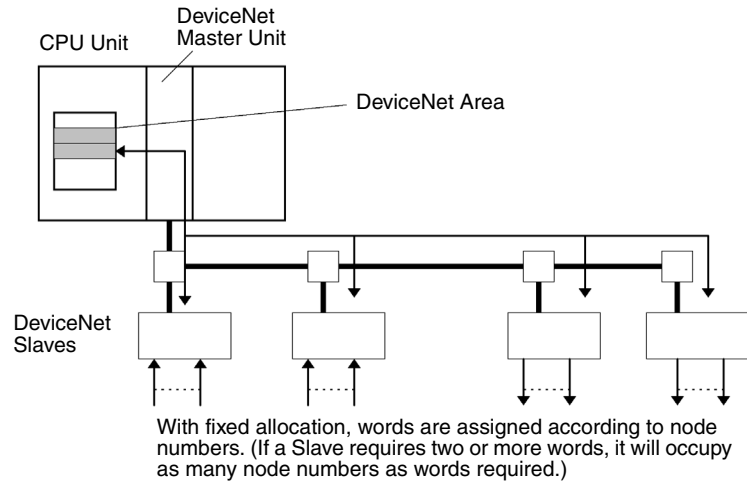 DeviceNet
Master Unit
CPU Unit
DeviceNet Area
DeviceNet
Slaves
With fixed allocation, words are assigned according to node
numbers. (If a Slave requires two or more words, it will occupy
as many node numbers as words required.)